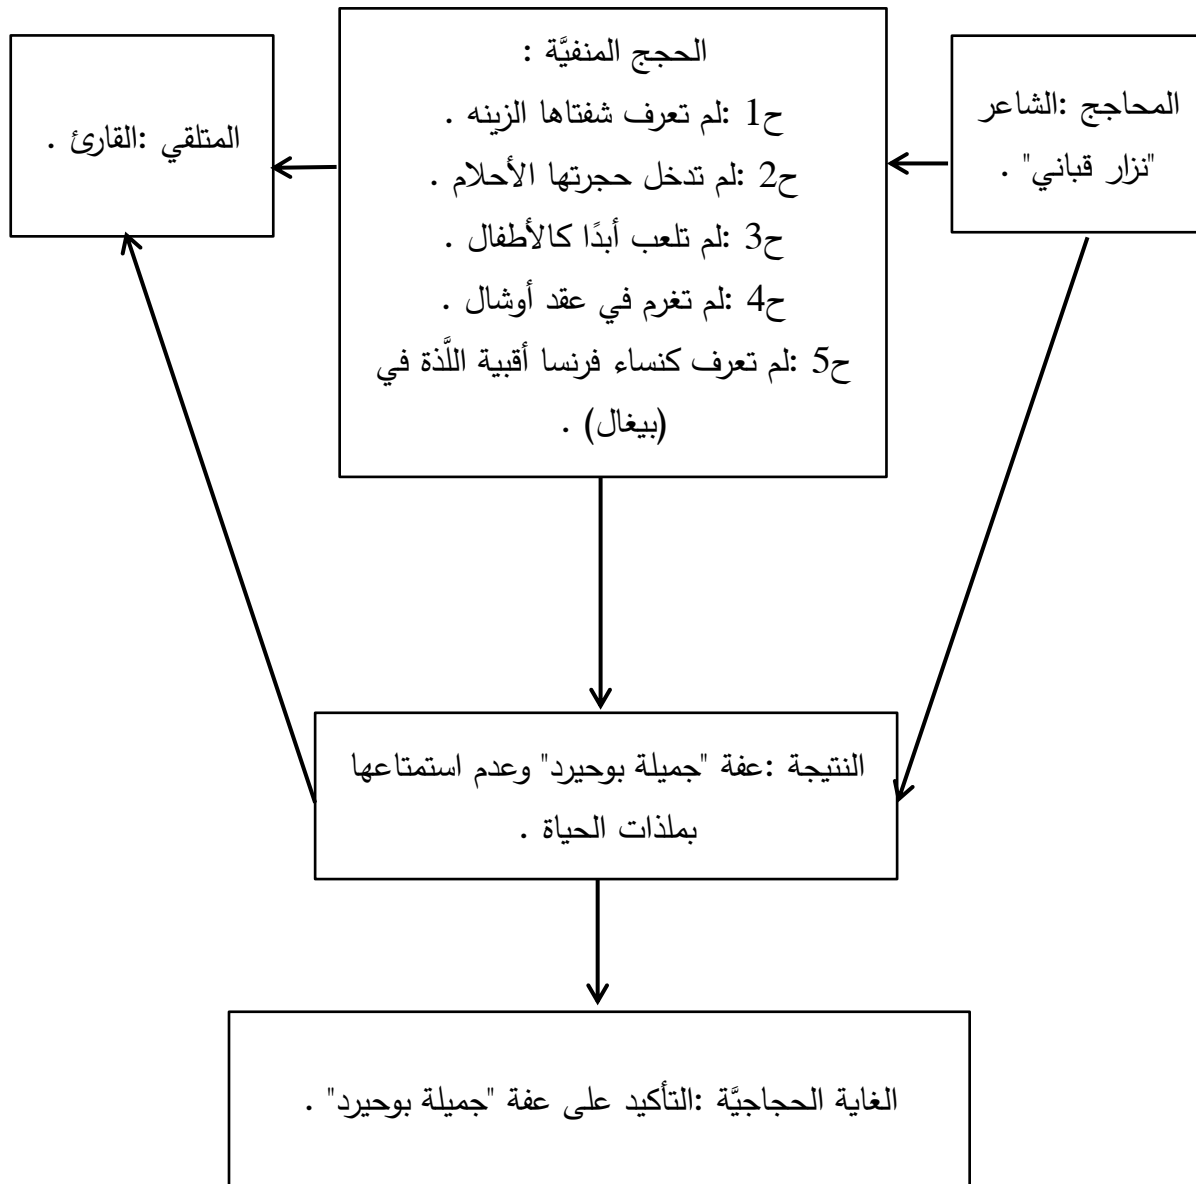 المحاجج :الشاعر
"نزار قباني" .
الحجج المنفيَّة :
ح1 :لم تعرف شفتاها الزينه .
ح2 :لم تدخل حجرتها الأحلام .
ح3 :لم تلعب أبدًا كالأطفال .
ح4 :لم تغرم في عقد أوشال .
ح5 :لم تعرف كنساء فرنسا أقبية اللَّذة في
(بيغال) .
المتلقي :القارئ .
النتيجة :عفة "جميلة بوحيرد" وعدم استمتاعها
بملذات الحياة .
الغاية الحجاجيَّة :التأكيد على عفة "جميلة بوحيرد" .